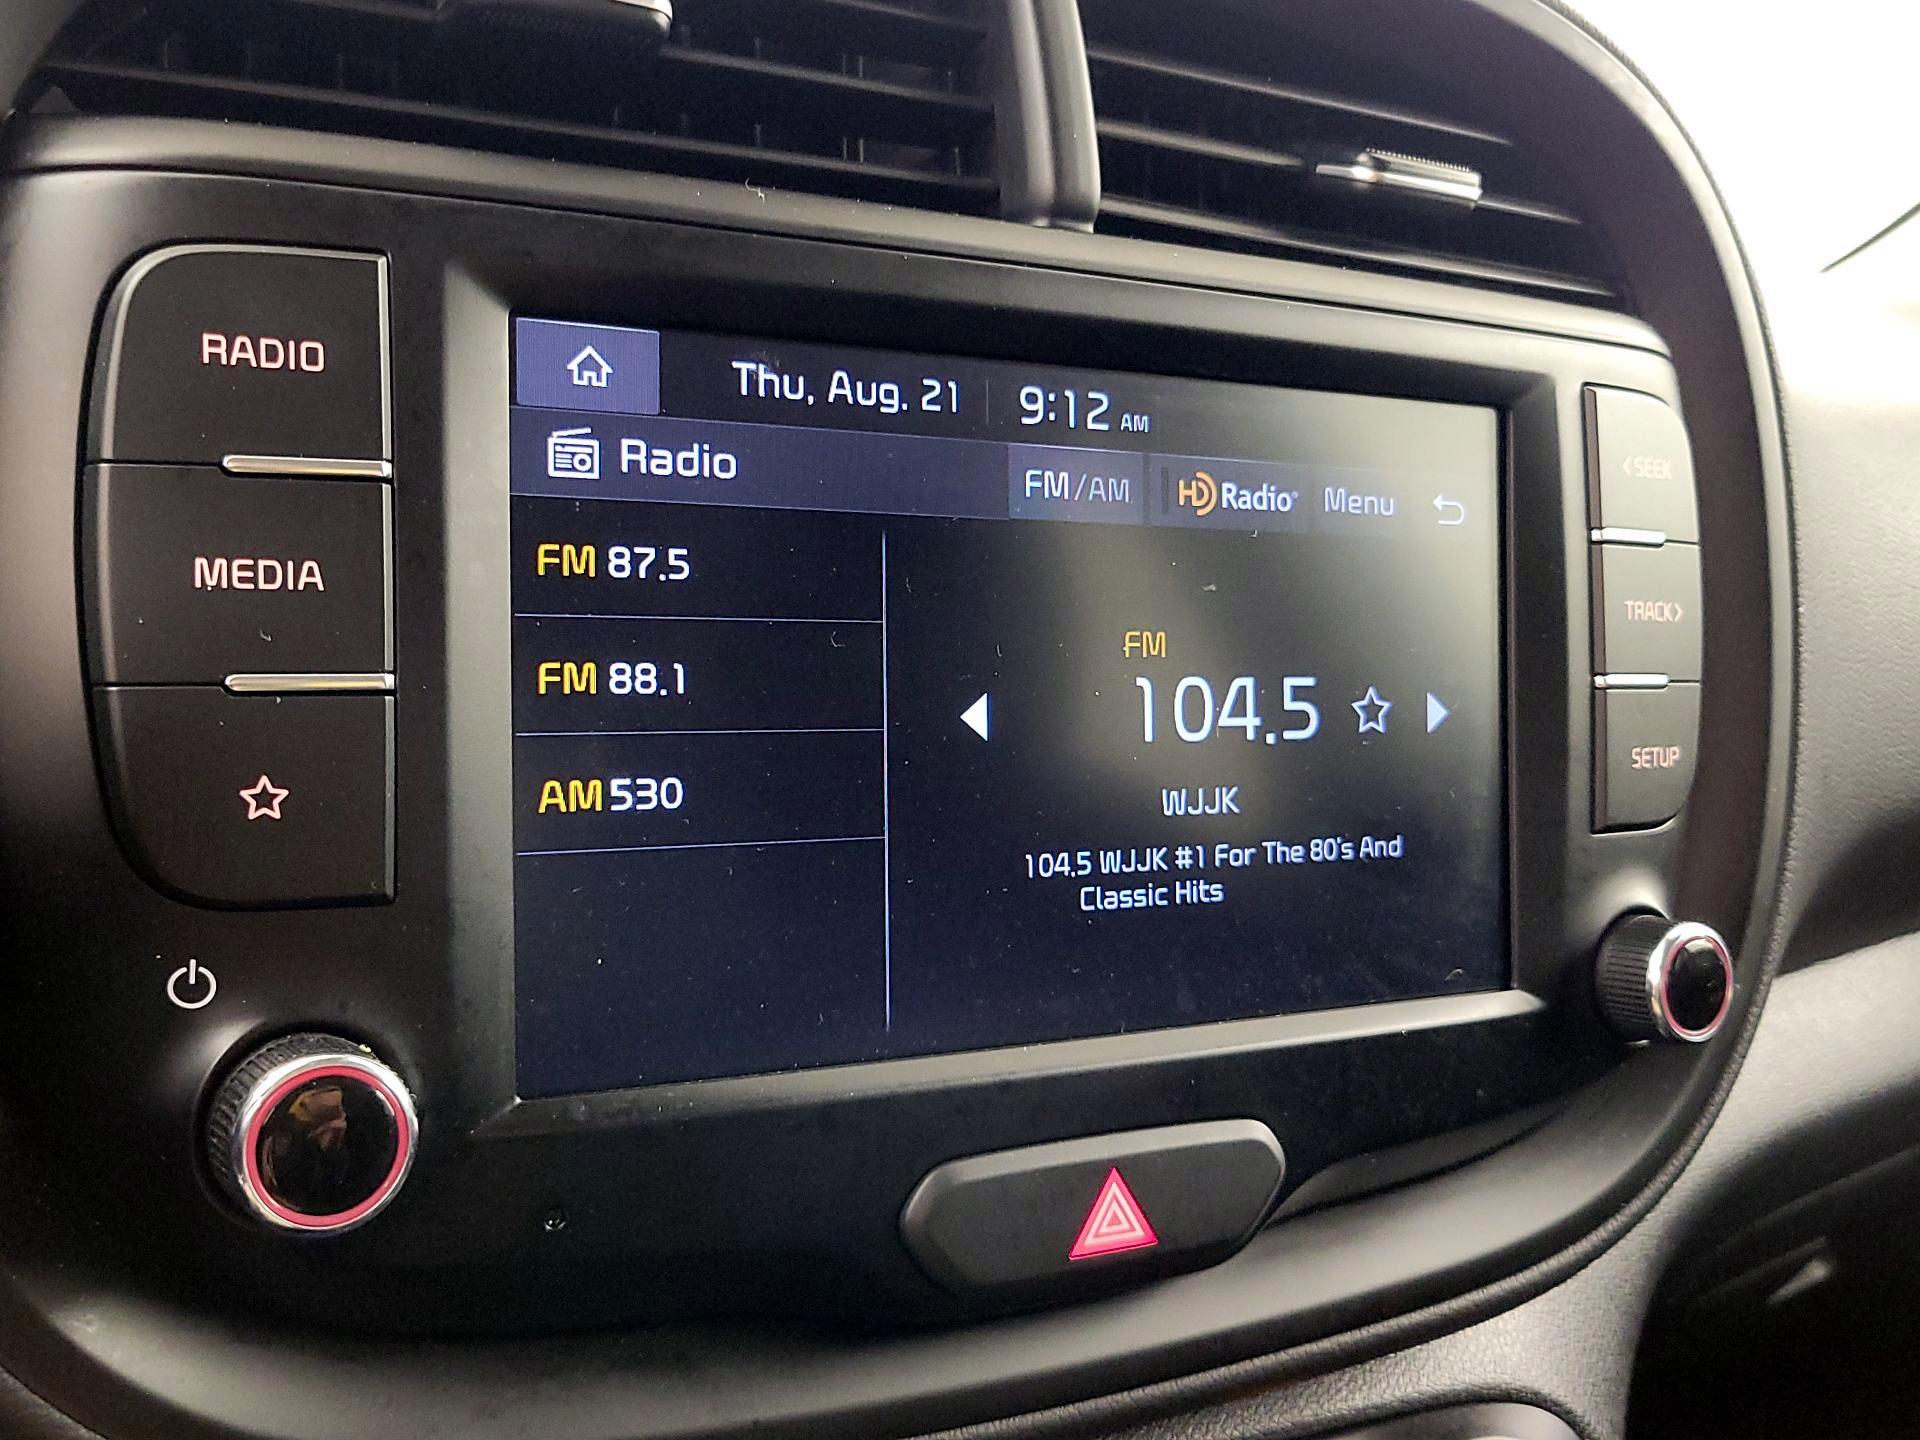 RADIO
MEDIA
Thu, Aug. 21 9:12 AM
Radio
FM/AM HD Radio® Menu
FM 87.5
FM 88.1
AM 530
FM
104.5
WJJK
104.5 WJJK #1 For The 80's And
Classic Hits
<SEEK
TRACK>
SETUP